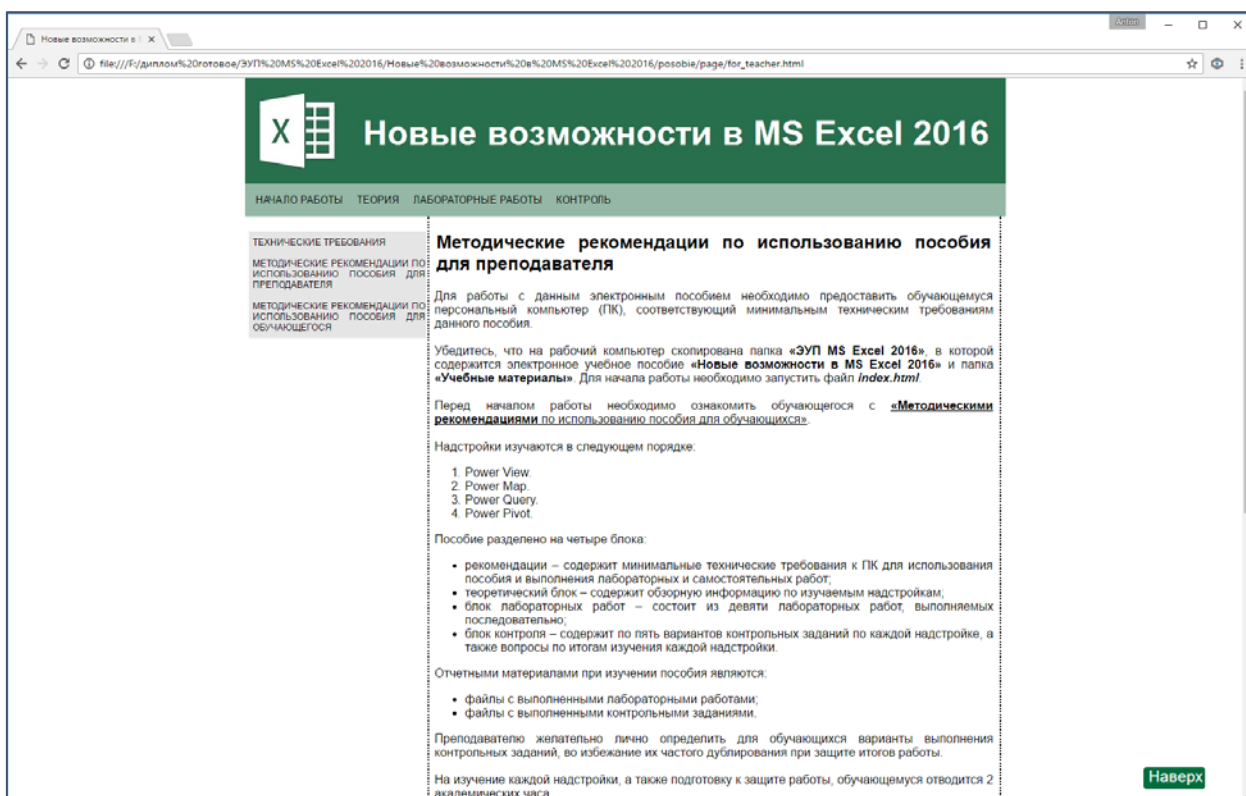 Anton
Новые возможности в
file:///F:/диплом%20готовое/ЭУП%20MS%20Excel%202016/Новые%20возможности%20в%20MS%20Excel%202016/posobie/page/for_teacher.html
X
Новые возможности в MS Excel 2016
НАЧАЛО РАБОТЫ ТЕОРИЯ ЛАБОРАТОРНЫЕ РАБОТЫ КОНТРОЛЬ
ТЕХНИЧЕСКИЕ ТРЕБОВАНИЯ
МЕТОДИЧЕСКИЕ РЕКОМЕНДАЦИИ ПО
ИСПОЛЬЗОВАНИЮ ПОСОБИЯ ДЛЯ
ПРЕПОДАВАТЕЛЯ
МЕТОДИЧЕСКИЕ РЕКОМЕНДАЦИИ ПО
ИСПОЛЬЗОВАНИЮ ПОСОБИЯ ДЛЯ
ОБУЧАЮЩЕГОСЯ
Методические рекомендации по использованию пособия
для преподавателя
Для работы с данным электронным пособием необходимо предоставить обучающемуся
персональный компьютер (ПК), соответствующий минимальным техническим требованиям
данного пособия.
Убедитесь, что на рабочий компьютер скопирована папка «ЭУП MS Excel 2016», в которой
содержится электронное учебное пособие «Новые возможности в MS Excel 2016» и папка
«Учебные материалы». Для начала работы необходимо запустить файл index.html.
Перед началом работы необходимо ознакомить обучающегося с «Методическими
рекомендациями по использованию пособия для обучающихся».
Надстройки изучаются в следующем порядке:
1. Power View.
2. Power Map.
3. Power Query.
4. Power Pivot.
Пособие разделено на четыре блока:
• рекомендации – содержит минимальные технические требования к ПК для использования
пособия и выполнения лабораторных и самостоятельных работ;
• теоретический блок – содержит обзорную информацию по изучаемым надстройкам;
• блок лабораторных работ – состоит из девяти лабораторных работ, выполняемых
последовательно;
• блок контроля – содержит по пять вариантов контрольных заданий по каждой надстройке, а
также вопросы по итогам изучения каждой надстройки.
Отчетными материалами при изучении пособия являются:
• файлы с выполненными лабораторными работами;
• файлы с выполненными контрольными заданиями.
Преподавателю желательно лично определить для обучающихся варианты выполнения
контрольных заданий, во избежание их частого дублирования при защите итогов работы.
На изучение каждой надстройки, а также подготовку к защите работы, обучающемуся отводится 2
академических часа.
Наверх